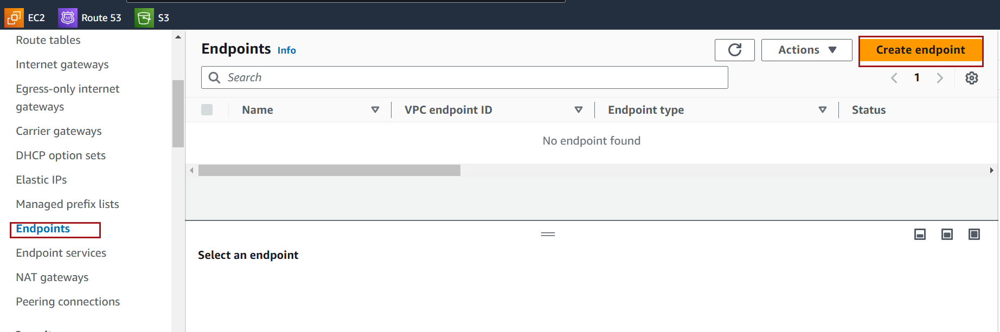 EC2 Route 53 S3
Route tables
Internet gateways
Egress-only internet
gateways
Carrier gateways
DHCP option sets
Elastic IPs
Managed prefix lists
Endpoints
Endpoint services
NAT gateways
Peering connections
Endpoints Info
Actions
Create endpoint
Search
1
Name VPC endpoint ID Endpoint type Status
No endpoint found
Select an endpoint